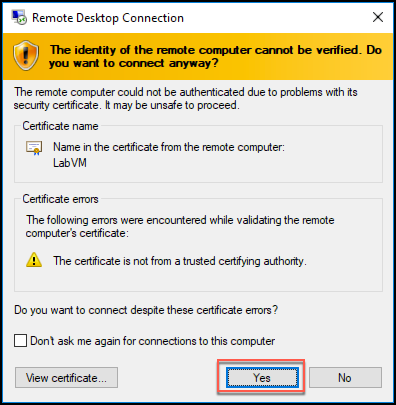 Remote Desktop Connection
The identity of the remote computer cannot be verified. Do
you want to connect anyway?
The remote computer could not be authenticated due to problems with its
security certificate. It may be unsafe to proceed.
Certificate name
Name in the certificate from the remote computer:
LabVM
Certificate errors
The following errors were encountered while validating the remote
computer's certificate:
The certificate is not from a trusted certifying authority.
Do you want to connect despite these certificate errors?
Don't ask me again for connections to this computer
View certificate...
Yes
No